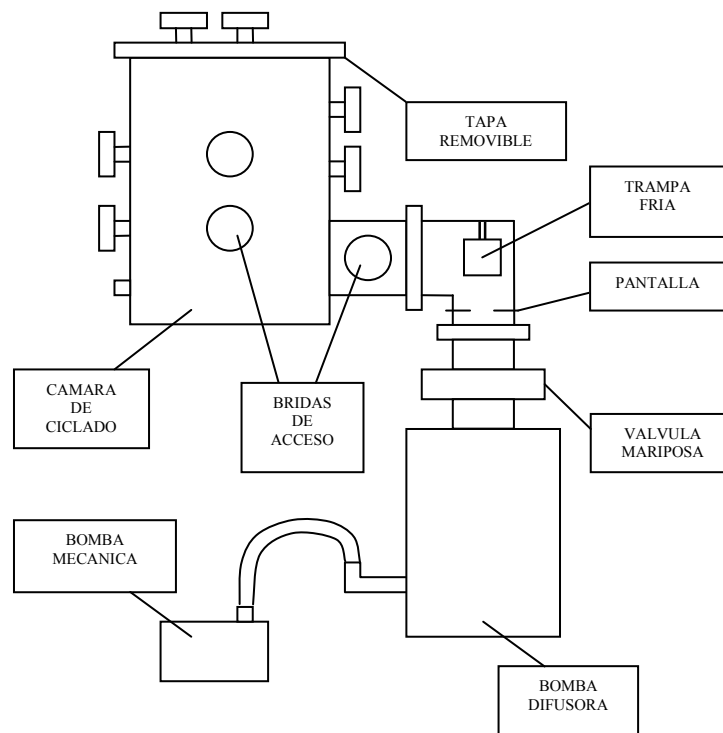 TAPA
REMOVIBLE
TRAMPA
FRIA
PANTALLA
CAMARA
DE
CICLADO
BRIDAS
DE
ACCESO
VALVULA
MARIPOSA
BOMBA
MECANICA
BOMBA
DIFUSORA